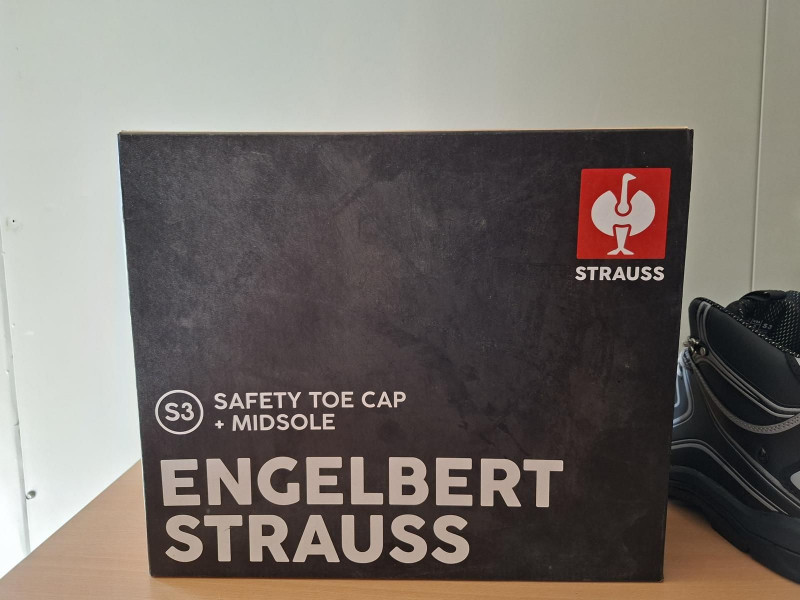 STRAUSS
S3
SAFETY TOE CAP
+ MIDSOLE
ENGELBERT
STRAUSS